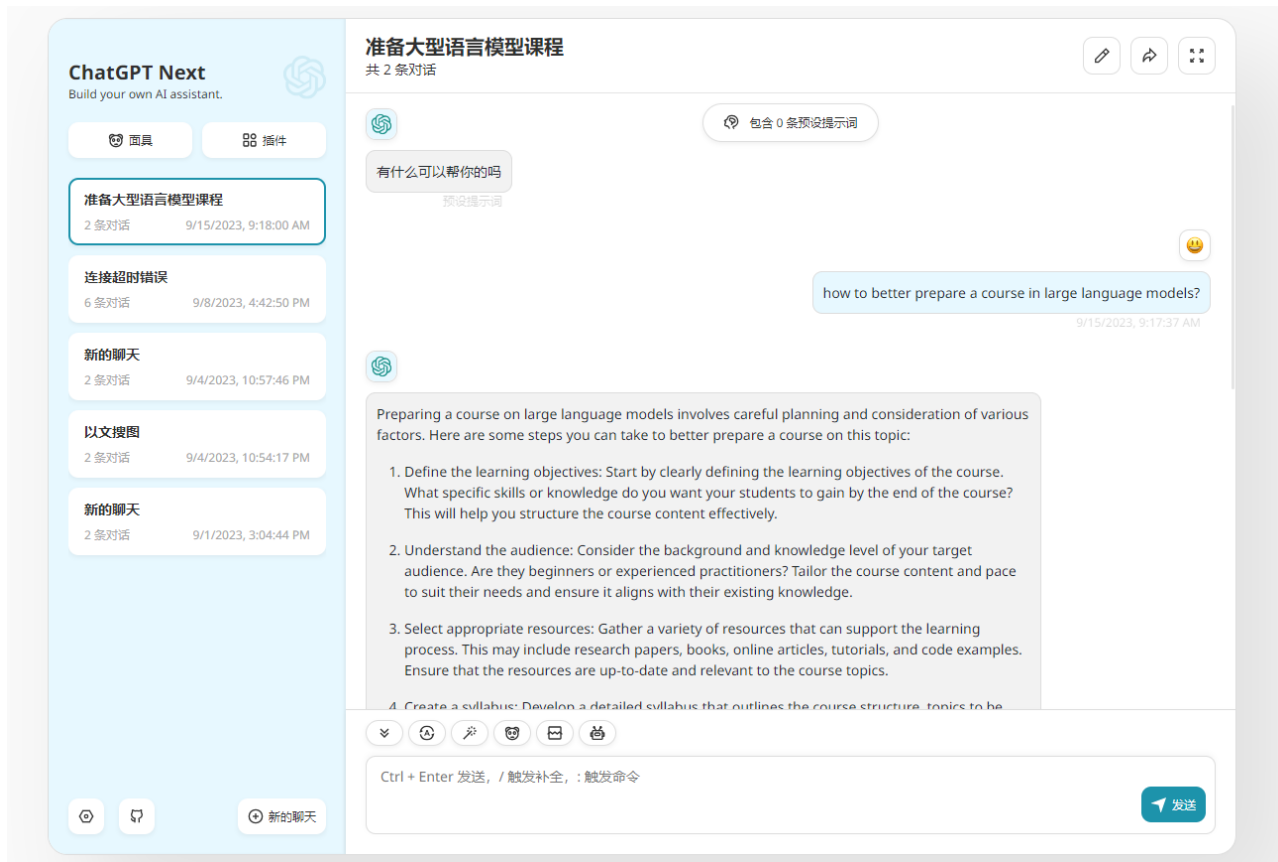 ChatGPT Next
Build your own AI assistant.
面具
插件
准备大型语言模型课程
2 条对话
9/15/2023, 9:18:00 AM
连接超时错误
6 条对话
9/8/2023, 4:42:50 PM
新的聊天
2 条对话
9/4/2023, 10:57:46 PM
以文搜图
2 条对话
9/4/2023, 10:54:17 PM
新的聊天
2 条对话
9/1/2023, 3:04:44 PM
新的聊天
准备大型语言模型课程
共 2 条对话
包含 0 条预设提示词
有什么可以帮你的吗
预设提示词
how to better prepare a course in large language models?
9/15/2023, 9:17:37 AM
Preparing a course on large language models involves careful planning and consideration of various
factors. Here are some steps you can take to better prepare a course on this topic:
1. Define the learning objectives: Start by clearly defining the learning objectives of the course.
What specific skills or knowledge do you want your students to gain by the end of the course?
This will help you structure the course content effectively.
2. Understand the audience: Consider the background and knowledge level of your target
audience. Are they beginners or experienced practitioners? Tailor the course content and pace
to suit their needs and ensure it aligns with their existing knowledge.
3. Select appropriate resources: Gather a variety of resources that can support the learning
process. This may include research papers, books, online articles, tutorials, and code examples.
Ensure that the resources are up-to-date and relevant to the course topics.
4. Create a syllabus: Develop a detailed syllabus that outlines the course structure, topics to be
Ctrl + Enter 发送，/ 触发补全，: 触发命令
发送